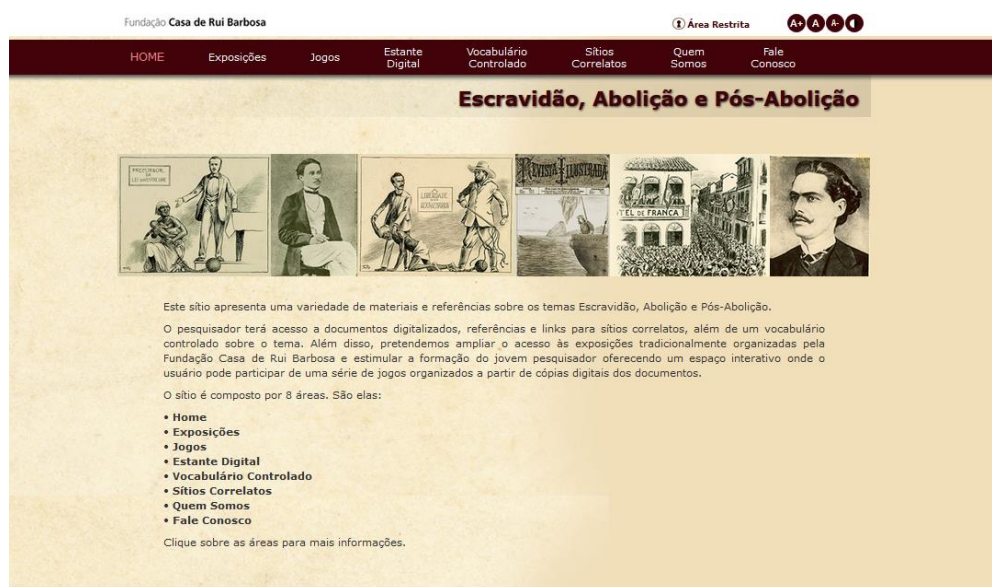 Fundação Casa de Rui Barbosa
Área Restrita
A+ A A-
HOME
Exposições
Jogos
Estante
Digital
Vocabulário
Controlado
Sítios
Correlatos
Quem
Somos
Fale
Conosco
Escravidão, Abolição e Pós-Abolição
REVISTA ILLUSTRADA
LIBERDADE
TEL DE FRANÇA
Este sítio apresenta uma variedade de materiais e referências sobre os temas Escravidão, Abolição e Pós-Abolição.
O pesquisador terá acesso a documentos digitalizados, referências e links para sítios correlatos, além de um vocabulário
controlado sobre o tema. Além disso, pretendemos ampliar o acesso às exposições tradicionalmente organizadas pela
Fundação Casa de Rui Barbosa e estimular a formação do jovem pesquisador oferecendo um espaço interativo onde o
usuário pode participar de uma série de jogos organizados a partir de cópias digitais dos documentos.
O sítio é composto por 8 áreas. São elas:
• Home
• Exposições
• Jogos
• Estante Digital
• Vocabulário Controlado
• Sítios Correlatos
• Quem Somos
• Fale Conosco
Clique sobre as áreas para mais informações.